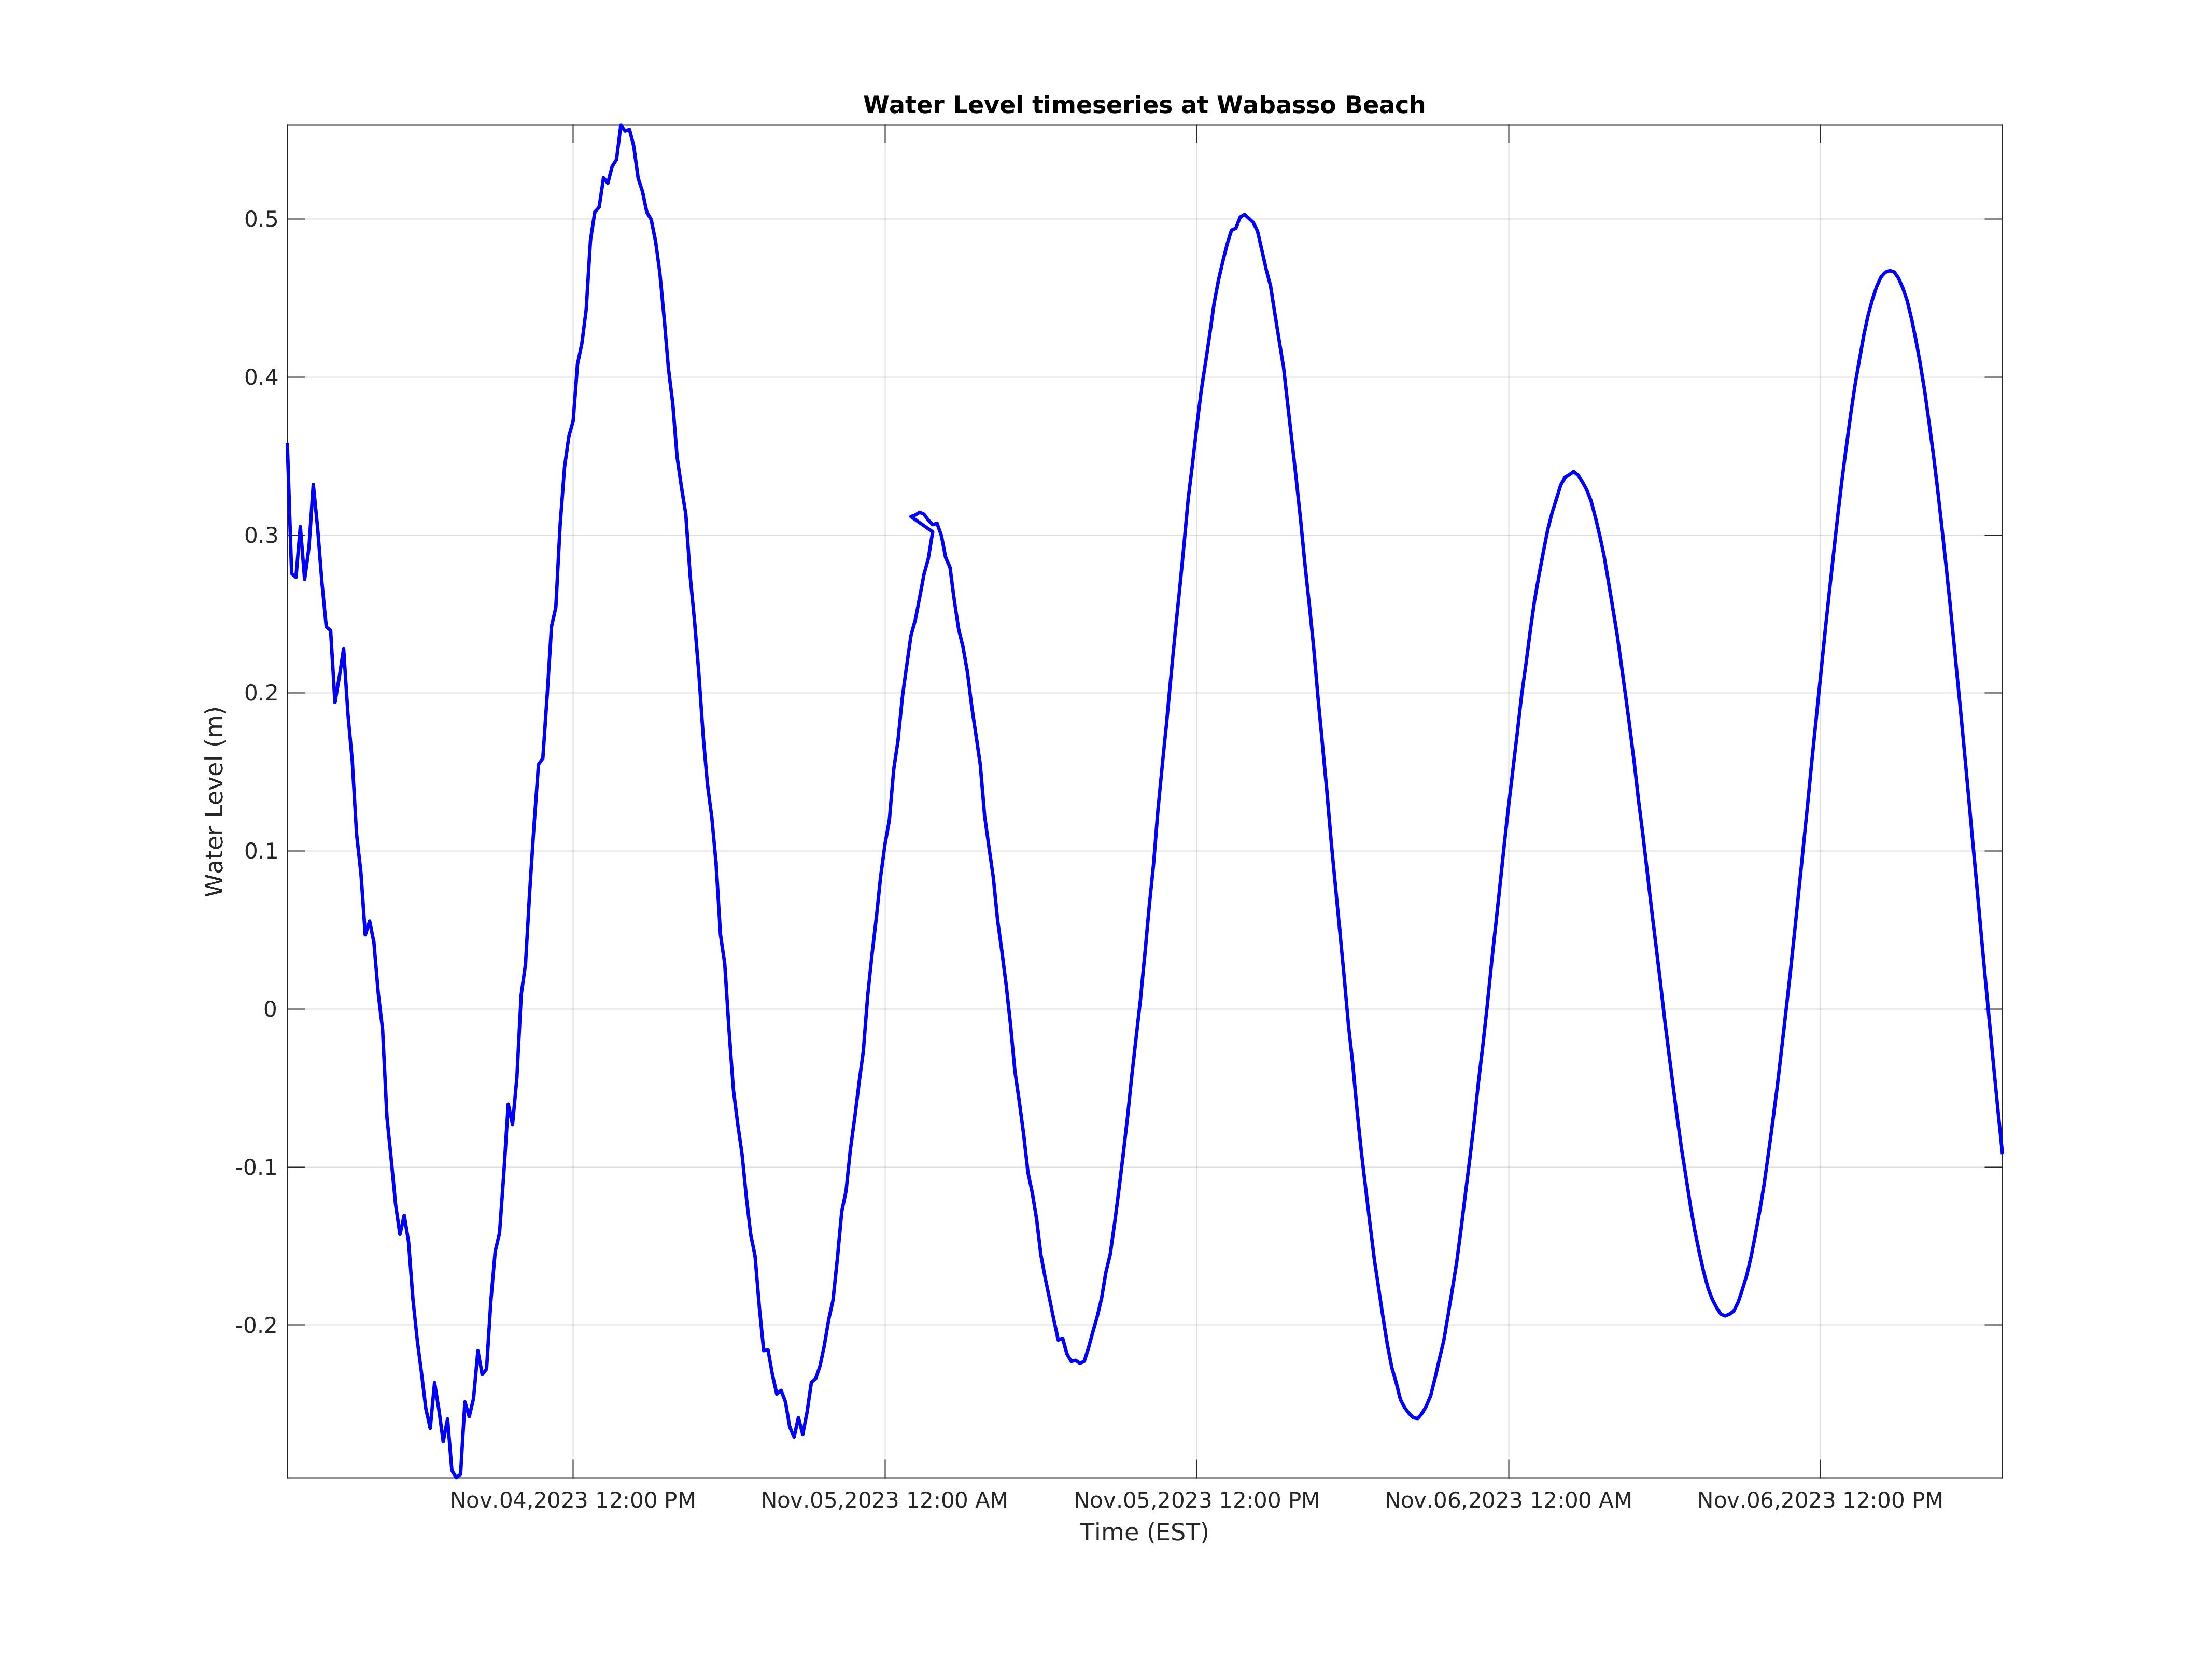 Water Level timeseries at Wabasso Beach
Water Level (m)
0.5
0.4
0.3
0.2
0.1
0
-0.1
-0.2
Nov.04,2023 12:00 PM
Nov.05,2023 12:00 AM
Nov.05,2023 12:00 PM
Nov.06,2023 12:00 AM
Nov.06,2023 12:00 PM
Time (EST)